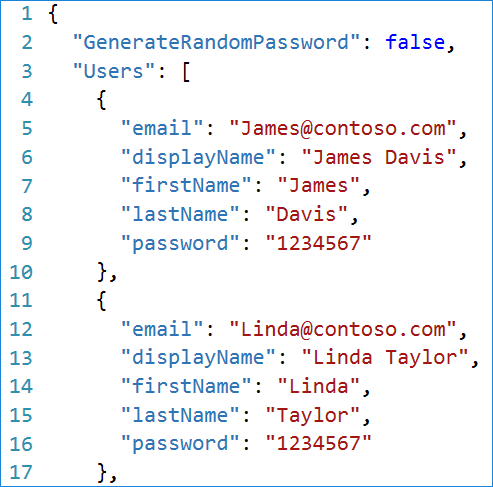 1 {
2 "GenerateRandomPassword": false,
3 "Users": [
4 {
5 "email": "James@contoso.com",
6 "displayName": "James Davis",
7 "firstName": "James",
8 "lastName": "Davis",
9 "password": "1234567"
10 },
11 {
12 "email": "Linda@contoso.com",
13 "displayName": "Linda Taylor",
14 "firstName": "Linda",
15 "lastName": "Taylor",
16 "password": "1234567"
17 },